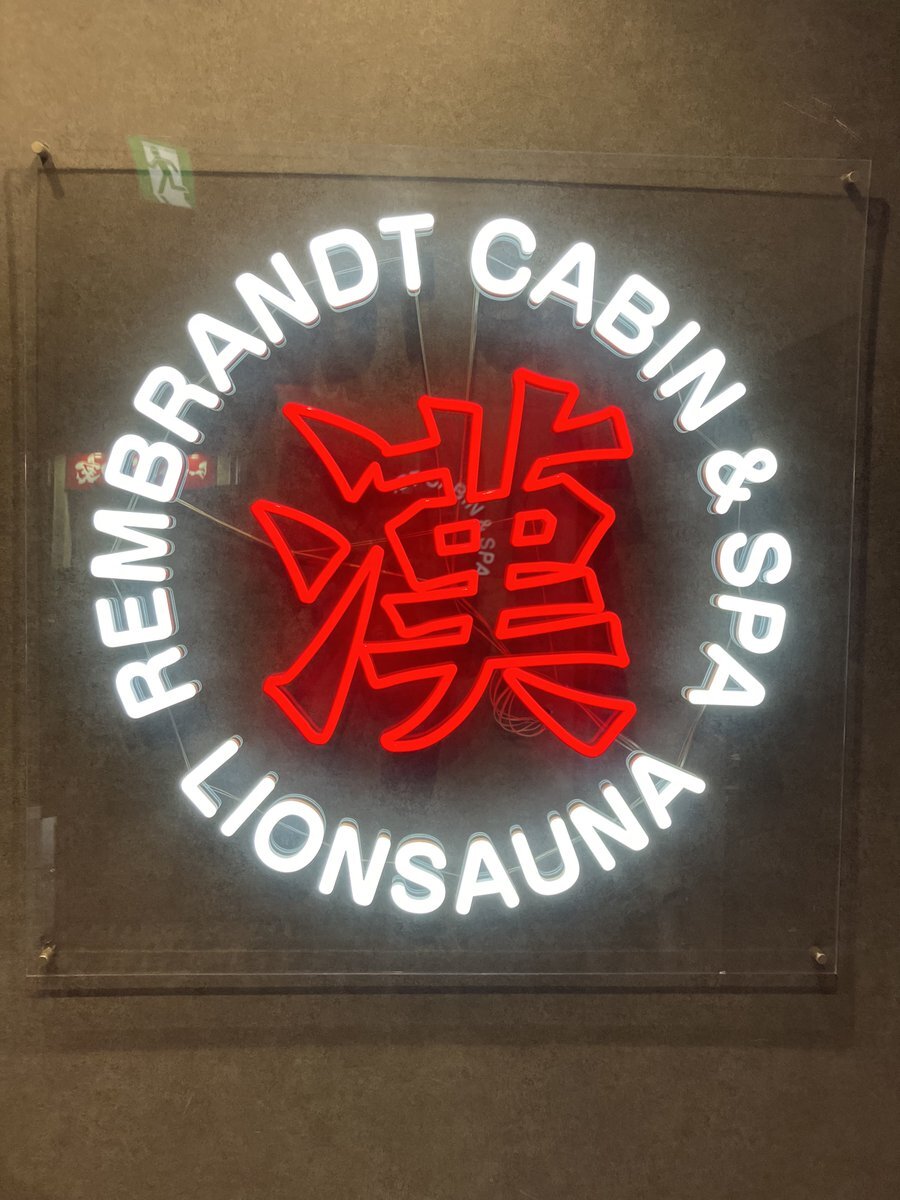 REMBRANDT CABIN & SPA
漢
LIONSAUNA